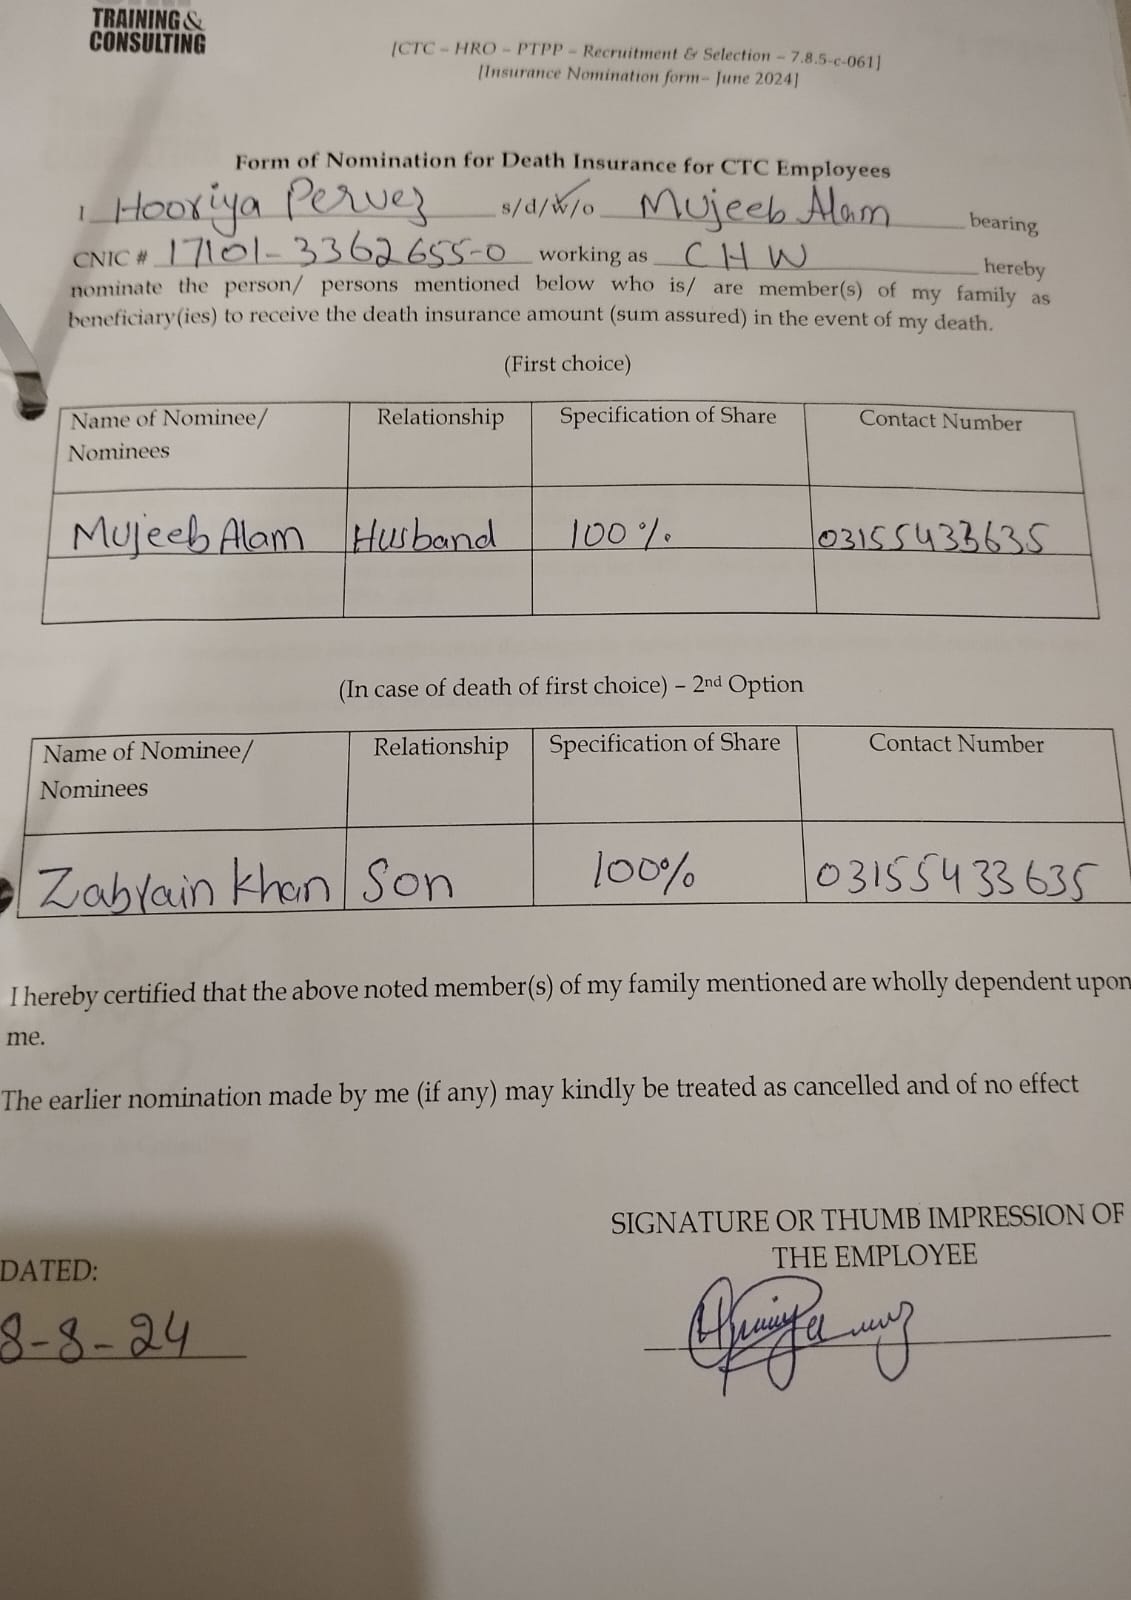 TRAINING &
CONSULTING
[CTC – HRO – PTPP – Recruitment & Selection – 7.8.5-c-061]
[Insurance Nomination form– June 2024]
Form of Nomination for Death Insurance for CTC Employees
I Hooriya Pervez s/d/w/o Mujeeb Alam bearing
CNIC # 17101-3362655-0 working as CHW hereby
nominate the person/ persons mentioned below who is/ are member(s) of my family as
beneficiary(ies) to receive the death insurance amount (sum assured) in the event of my death.
(First choice)
Name of Nominee/ Relationship Specification of Share Contact Number
Nominees
Mujeeb Alam Husband 100% 03155433635
(In case of death of first choice) – 2nd Option
Name of Nominee/ Relationship Specification of Share Contact Number
Nominees
Zabrain Khan Son 100% 03155433635
I hereby certified that the above noted member(s) of my family mentioned are wholly dependent upon
me.
The earlier nomination made by me (if any) may kindly be treated as cancelled and of no effect
SIGNATURE OR THUMB IMPRESSION OF
THE EMPLOYEE
DATED:
8-8-24